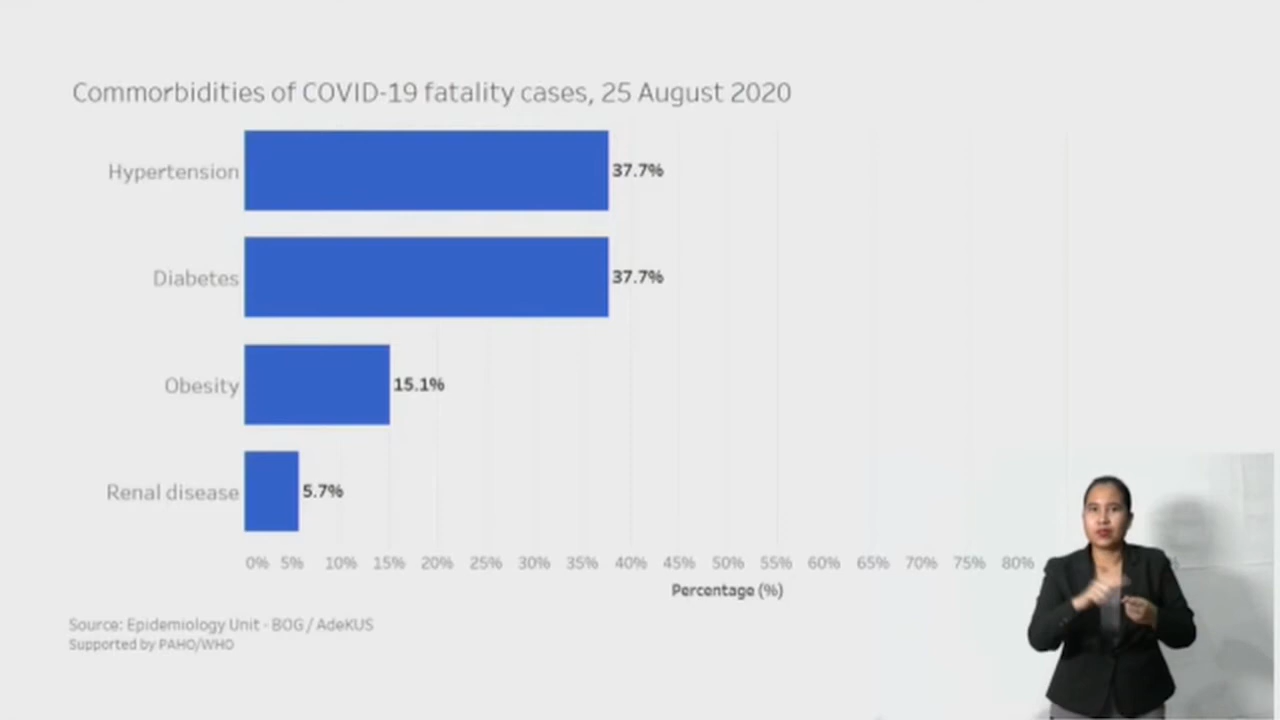 Commorbidities of COVID-19 fatality cases, 25 August 2020
Hypertension 37.7%
Diabetes 37.7%
Obesity 15.1%
Renal disease 5.7%
0% 5% 10% 15% 20% 25% 30% 35% 40% 45% 50% 55% 60% 65% 70% 75% 80%
Percentage (%)
Source: Epidemiology Unit - BOG / AdeKUS
Supported by PAHO/WHO